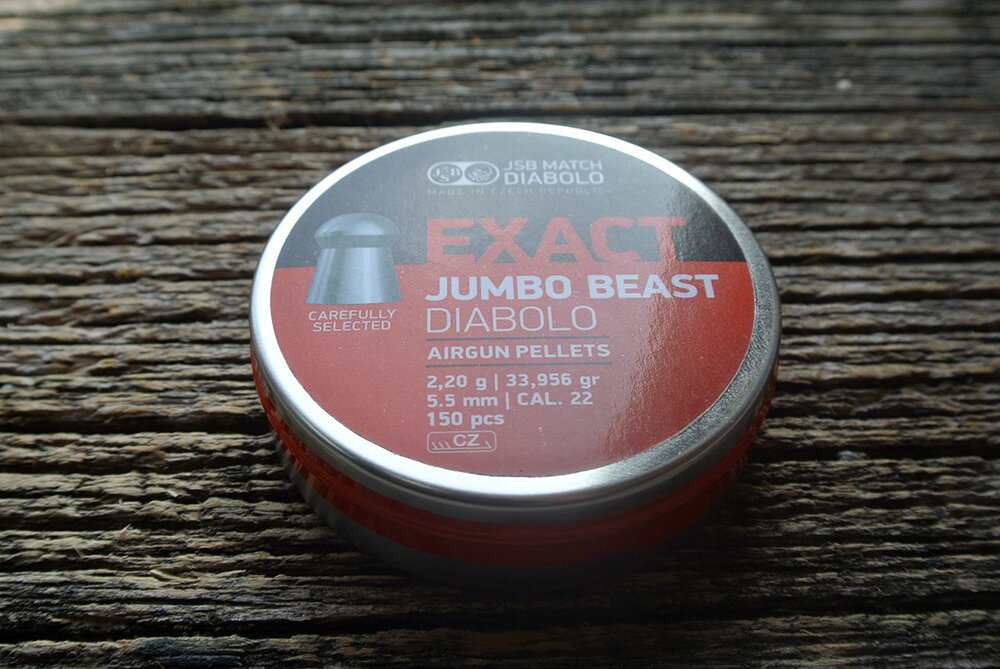 JSB
JSB MATCH
DIABOLO
MADE IN CZECH REPUBLIC
EXACT
JUMBO BEAST
DIABOLO
CAREFULLY
SELECTED
AIRGUN PELLETS
2,20 g | 33,956 gr
5.5 mm | CAL. 22
150 pcs
CZ